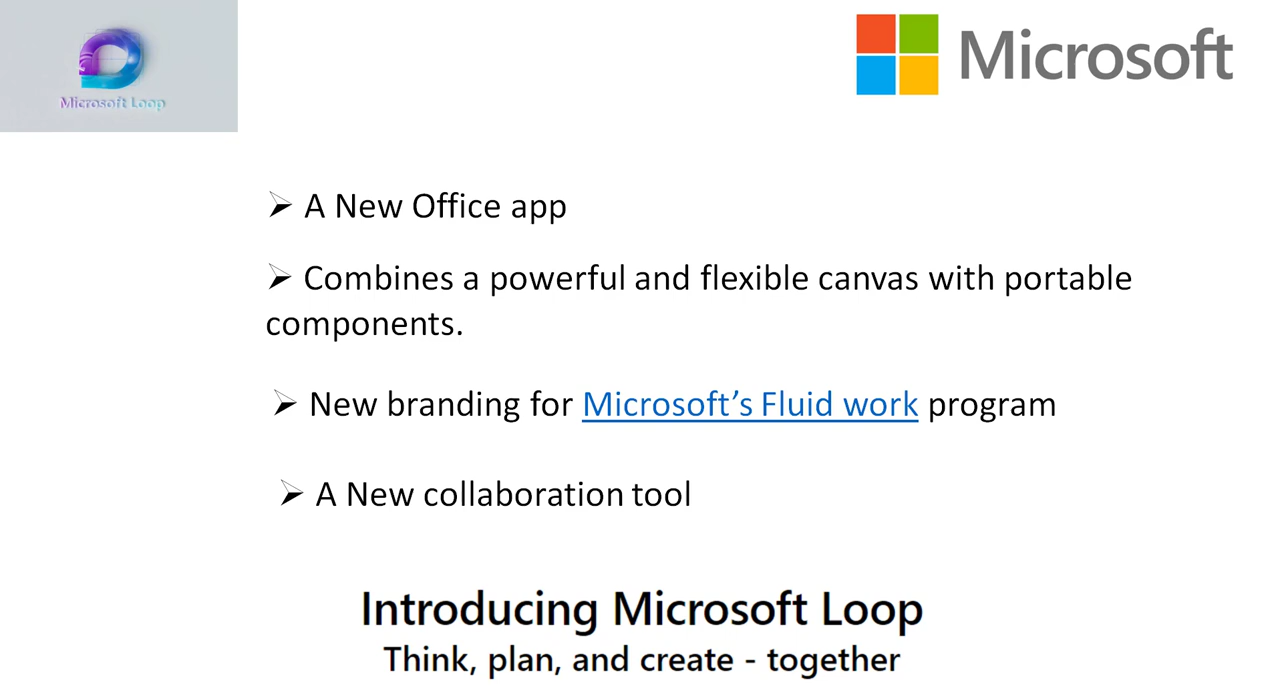 Microsoft Loop
Microsoft
➢ A New Office app
➢ Combines a powerful and flexible canvas with portable
components.
➢ New branding for Microsoft’s Fluid work program
➢ A New collaboration tool
Introducing Microsoft Loop
Think, plan, and create - together